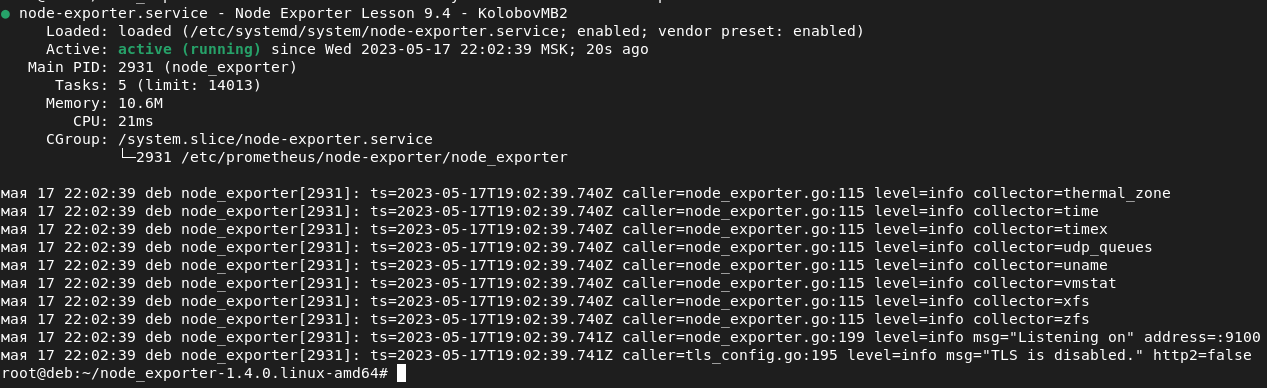 ● node-exporter.service - Node Exporter Lesson 9.4 - KolobovMB2
Loaded: loaded (/etc/systemd/system/node-exporter.service; enabled; vendor preset: enabled)
Active: active (running) since Wed 2023-05-17 22:02:39 MSK; 20s ago
Main PID: 2931 (node_exporter)
Tasks: 5 (limit: 14013)
Memory: 10.6M
CPU: 21ms
CGroup: /system.slice/node-exporter.service
└─2931 /etc/prometheus/node-exporter/node_exporter
мая 17 22:02:39 deb node_exporter[2931]: ts=2023-05-17T19:02:39.740Z caller=node_exporter.go:115 level=info collector=thermal_zone
мая 17 22:02:39 deb node_exporter[2931]: ts=2023-05-17T19:02:39.740Z caller=node_exporter.go:115 level=info collector=time
мая 17 22:02:39 deb node_exporter[2931]: ts=2023-05-17T19:02:39.740Z caller=node_exporter.go:115 level=info collector=timex
мая 17 22:02:39 deb node_exporter[2931]: ts=2023-05-17T19:02:39.740Z caller=node_exporter.go:115 level=info collector=udp_queues
мая 17 22:02:39 deb node_exporter[2931]: ts=2023-05-17T19:02:39.740Z caller=node_exporter.go:115 level=info collector=uname
мая 17 22:02:39 deb node_exporter[2931]: ts=2023-05-17T19:02:39.740Z caller=node_exporter.go:115 level=info collector=vmstat
мая 17 22:02:39 deb node_exporter[2931]: ts=2023-05-17T19:02:39.740Z caller=node_exporter.go:115 level=info collector=xfs
мая 17 22:02:39 deb node_exporter[2931]: ts=2023-05-17T19:02:39.740Z caller=node_exporter.go:115 level=info collector=zfs
мая 17 22:02:39 deb node_exporter[2931]: ts=2023-05-17T19:02:39.741Z caller=node_exporter.go:199 level=info msg="Listening on" address=:9100
мая 17 22:02:39 deb node_exporter[2931]: ts=2023-05-17T19:02:39.741Z caller=tls_config.go:195 level=info msg="TLS is disabled." http2=false
root@deb:~/node_exporter-1.4.0.linux-amd64#